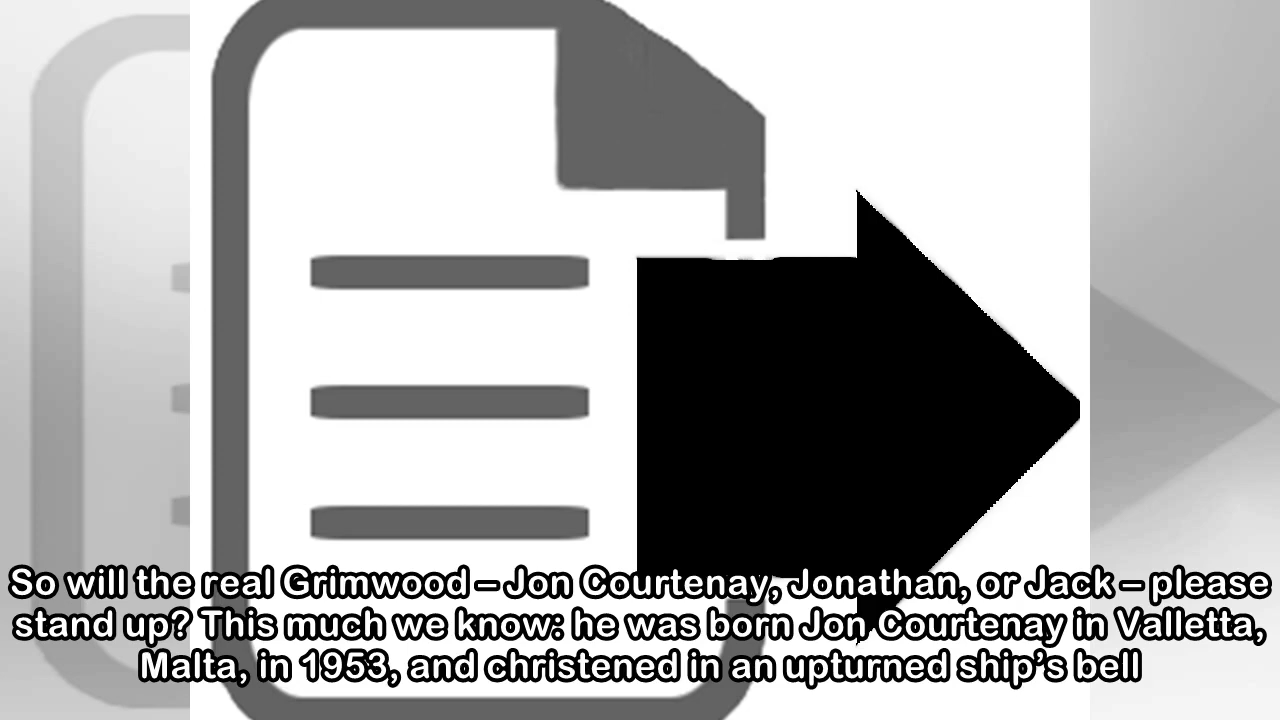 So will the real Grimwood – Jon Courtenay, Jonathan, or Jack – please
stand up? This much we know: he was born Jon Courtenay in Valletta,
Malta, in 1953, and christened in an upturned ship’s bell